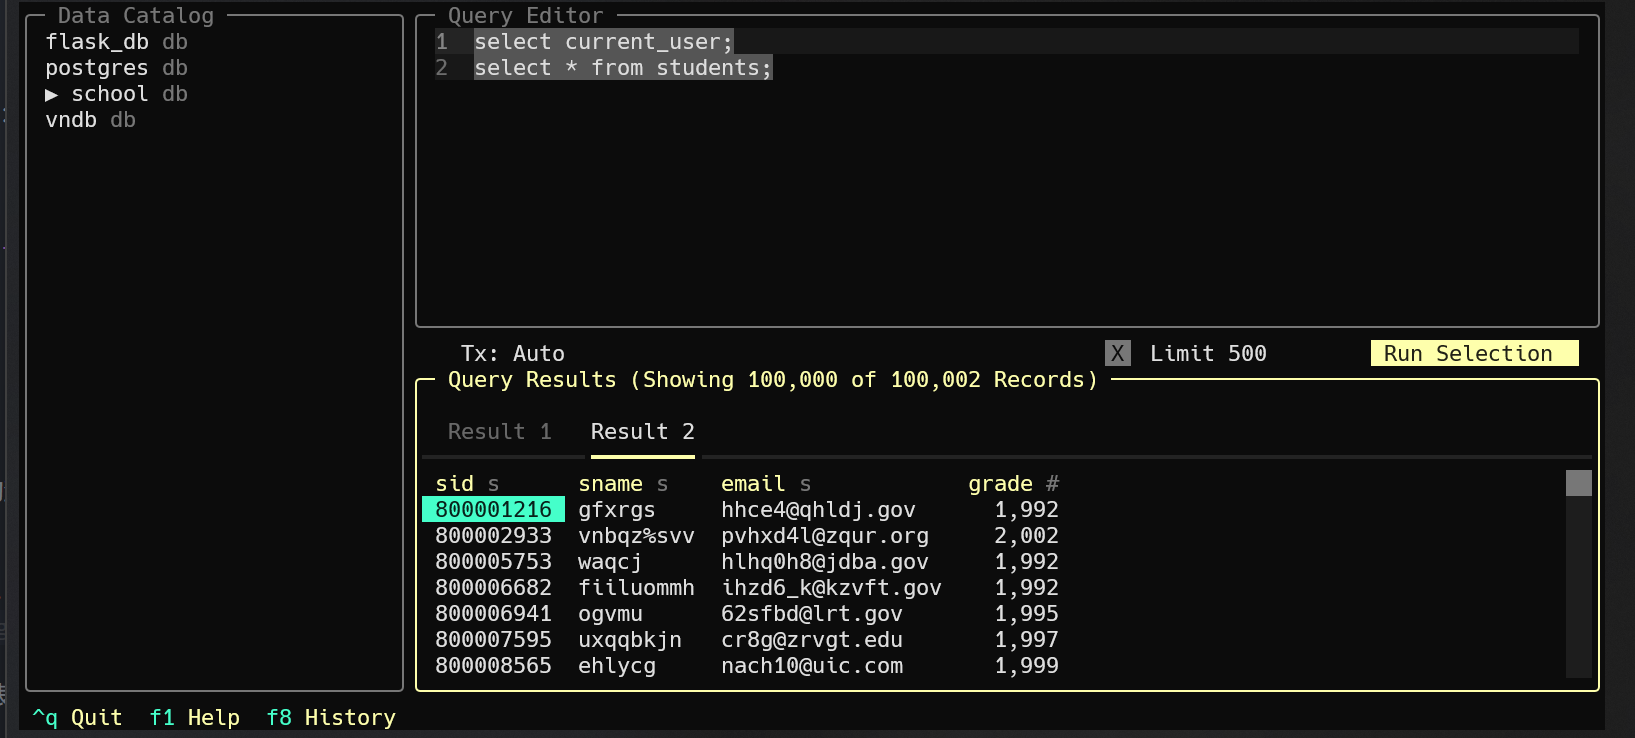 Data Catalog
flask_db db
postgres db
▶ school db
vndb db
Query Editor
1 select current_user;
2 select * from students;
Tx: Auto
X Limit 500
Run Selection
Query Results (Showing 100,000 of 100,002 Records)
Result 1 Result 2
sid s sname s email s grade #
800001216 gfxrgs hhce4@qhldj.gov 1,992
800002933 vnbqz%svv pvhxd4l@zqur.org 2,002
800005753 waqcj hlhq0h8@jdba.gov 1,992
800006682 fiiluommh ihzd6_k@kzvft.gov 1,992
800006941 ogvmu 62sfbd@lrt.gov 1,995
800007595 uxqqbkjn cr8g@zrvgt.edu 1,997
800008565 ehlycg nach10@uic.com 1,999
^q Quit f1 Help f8 History